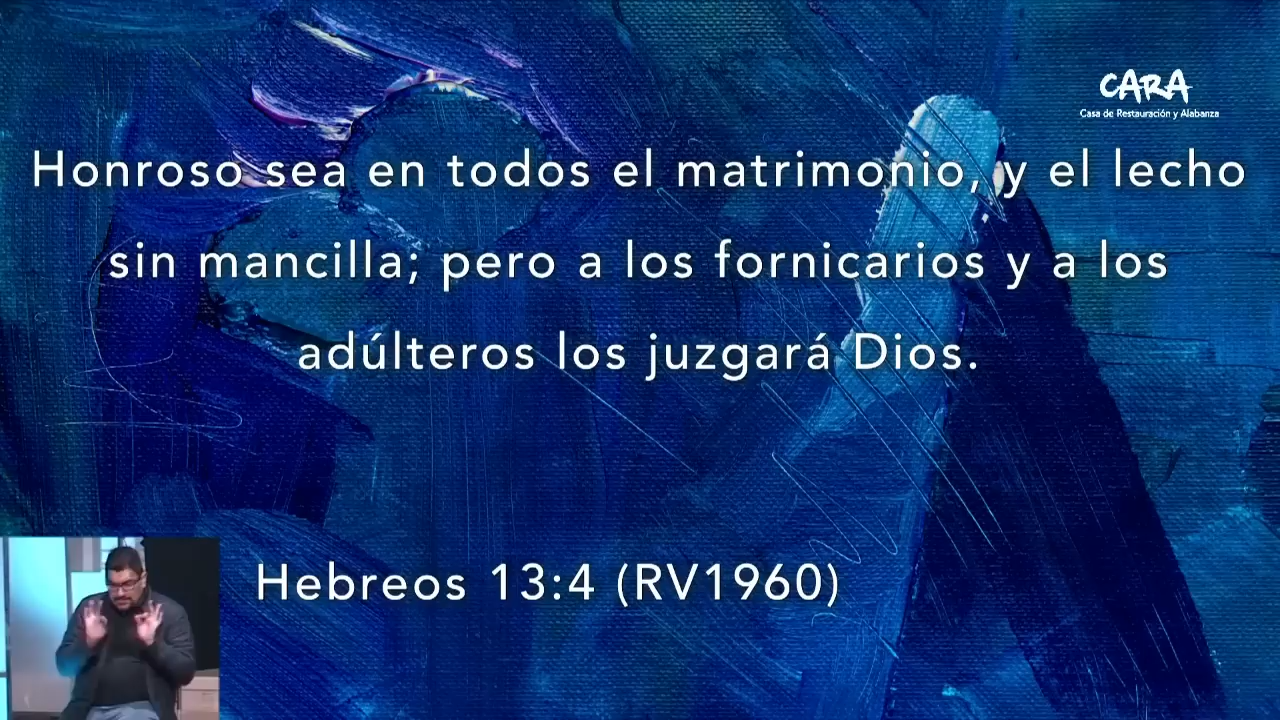 CARA
Casa de Restauración y Alabanza
Honroso sea en todos el matrimonio, y el lecho
sin mancilla; pero a los fornicarios y a los
adúlteros los juzgará Dios.
Hebreos 13:4 (RV1960)